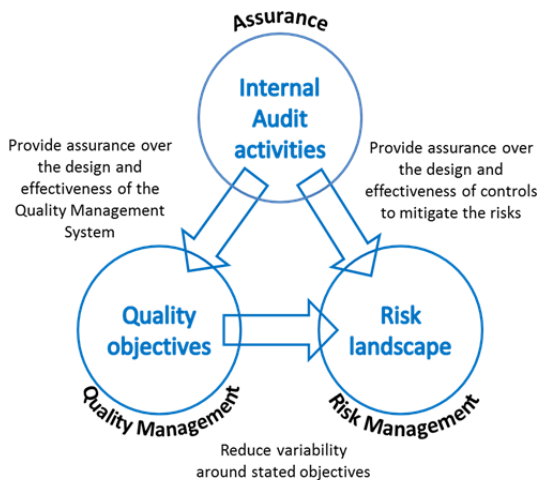 Assurance
Internal
Audit
activities
Provide assurance over
the design and
effectiveness of the
Quality Management
System
Provide assurance over
the design and
effectiveness of controls
to mitigate the risks
Quality
objectives
Risk
landscape
Quality Management
Risk Management
Reduce variability
around stated objectives